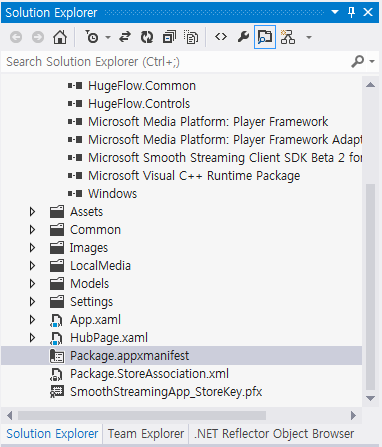 Solution Explorer
Search Solution Explorer (Ctrl+;)
HugeFlow.Common
HugeFlow.Controls
Microsoft Media Platform: Player Framework
Microsoft Media Platform: Player Framework Adapt
Microsoft Smooth Streaming Client SDK Beta 2 for
Microsoft Visual C++ Runtime Package
Windows
Assets
Common
Images
LocalMedia
Models
Settings
App.xaml
HubPage.xaml
Package.appxmanifest
Package.StoreAssociation.xml
SmoothStreamingApp_StoreKey.pfx
Solution Explorer Team Explorer .NET Reflector Object Browser